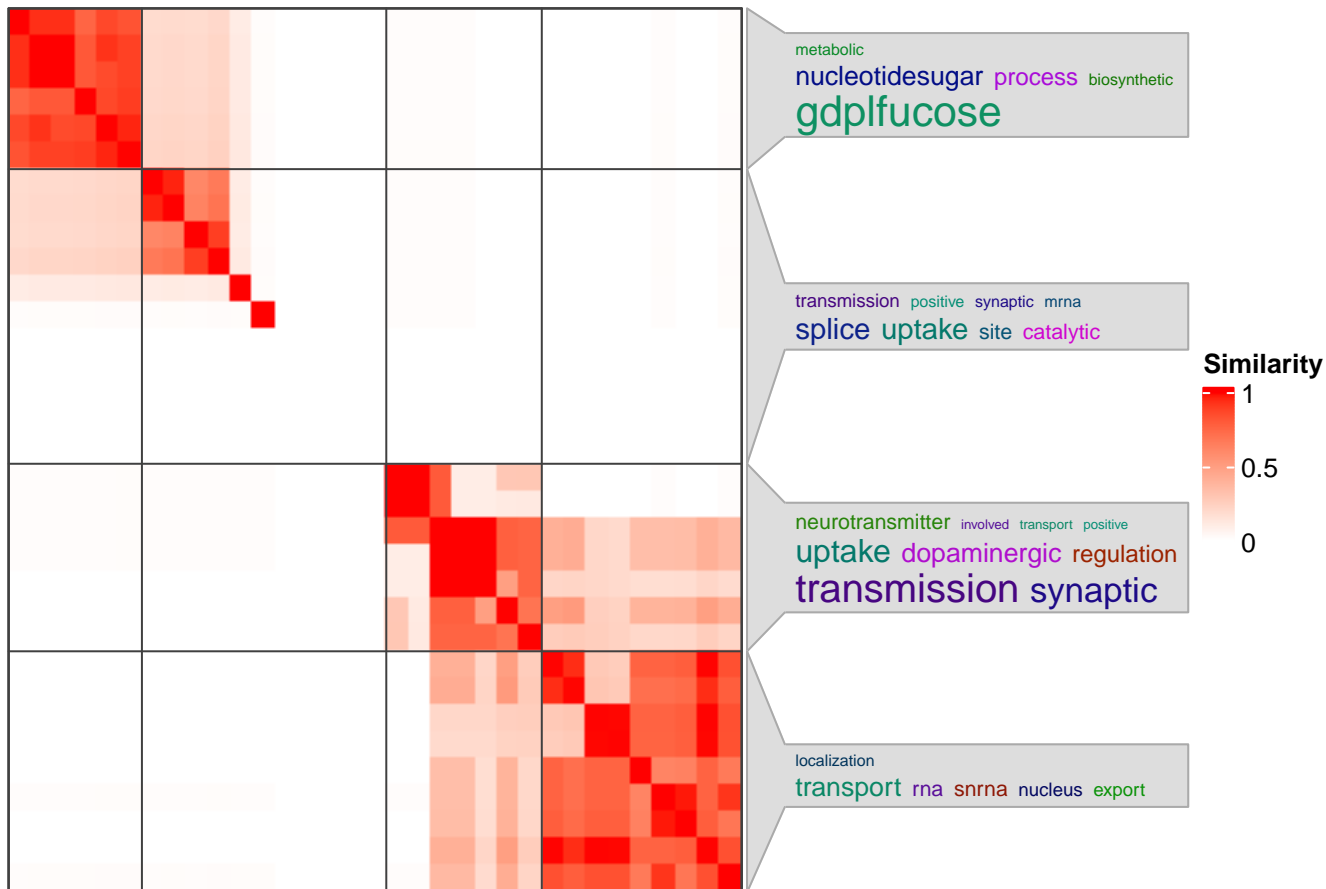 metabolic
nucleotidesugar process biosynthetic
gdplfucose
transmission positive synaptic mrna
splice uptake site catalytic
Similarity
1
0.5
0
neurotransmitter involved transport positive
uptake dopaminergic regulation
transmission synaptic
localization
transport rna snrna nucleus export